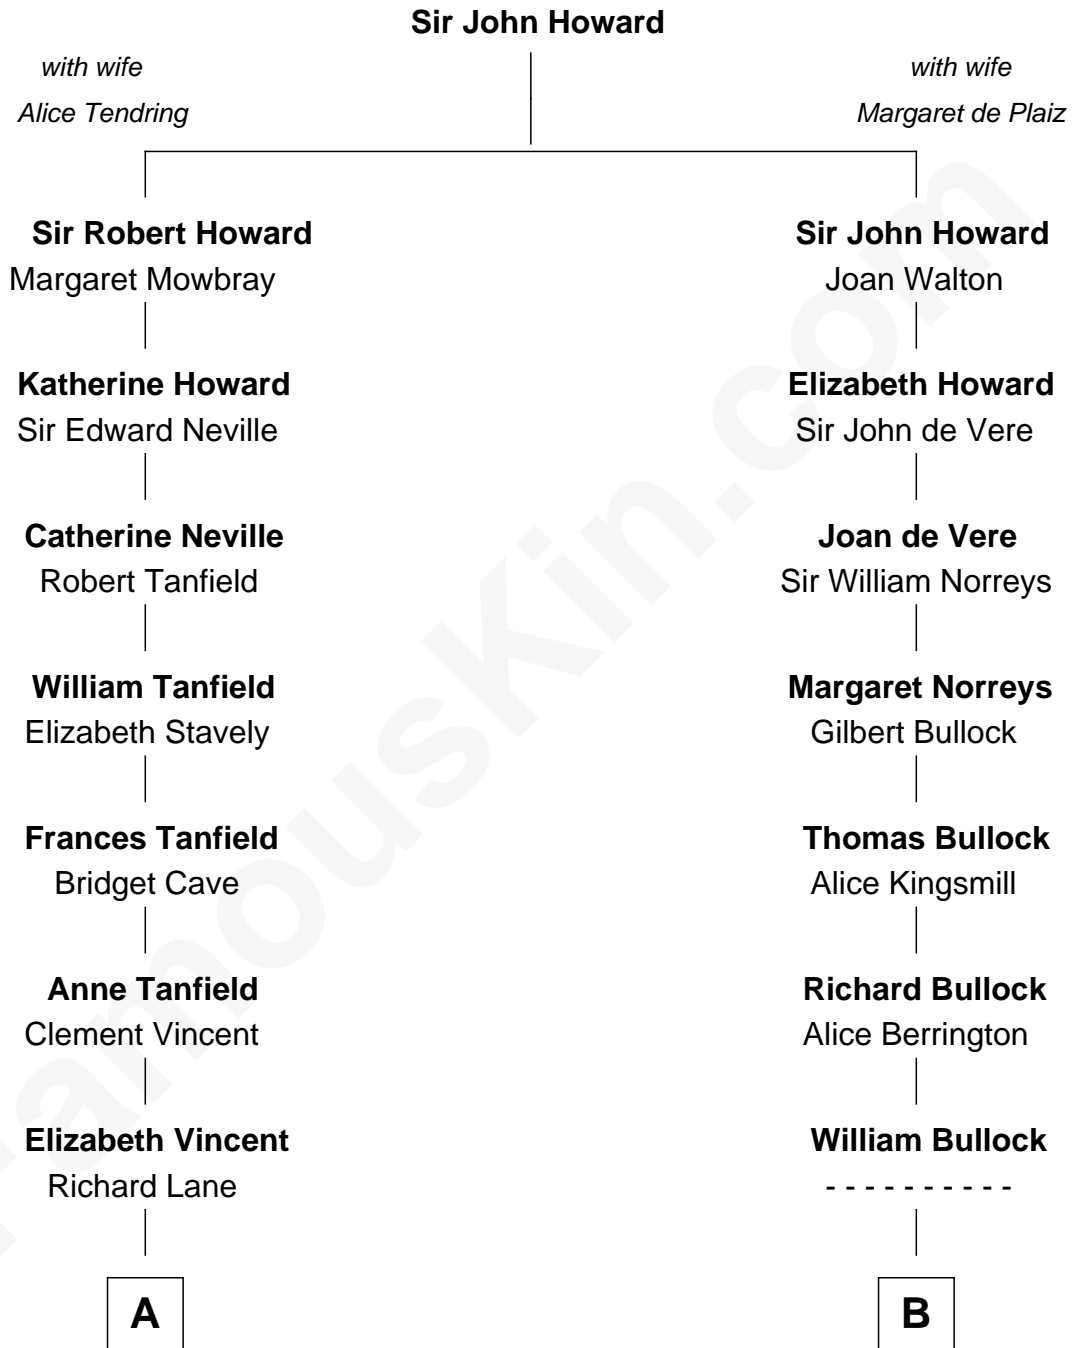 Sir John Howard
with wife
Alice Tendring
with wife
Margaret de Plaiz
Sir Robert Howard
Margaret Mowbray
Sir John Howard
Joan Walton
Katherine Howard
Sir Edward Neville
Elizabeth Howard
Sir John de Vere
Catherine Neville
Robert Tanfield
Joan de Vere
Sir William Norreys
William Tanfield
Elizabeth Stavely
Margaret Norreys
Gilbert Bullock
Frances Tanfield
Bridget Cave
Thomas Bullock
Alice Kingsmill
Anne Tanfield
Clement Vincent
Richard Bullock
Alice Berrington
Elizabeth Vincent
Richard Lane
William Bullock
- - - - - - - - - -
A
B
FamousKin.com